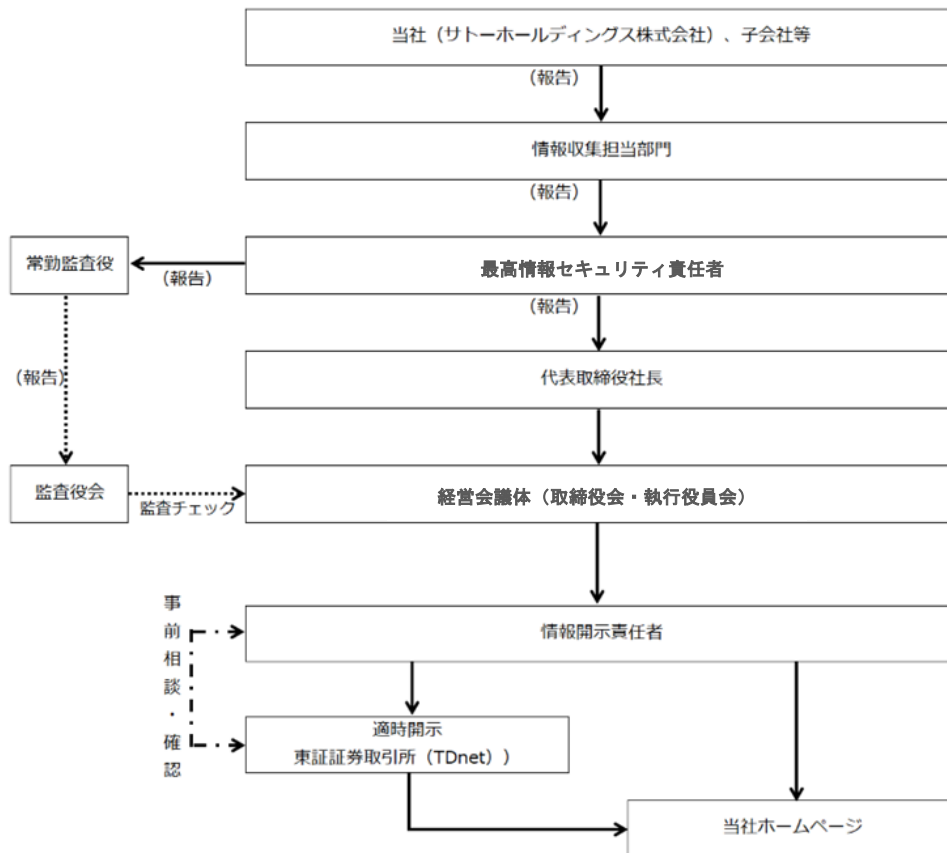 当社（サトーホールディングス株式会社）、子会社等
（報告）
情報収集担当部門
（報告）
常勤監査役
（報告）
最高情報セキュリティ責任者
（報告）
（報告）
代表取締役社長
監査役会
監査チェック
経営会議体（取締役会・執行役員会）
事前相談・確認
情報開示責任者
適時開示
東証証券取引所（TDnet））
当社ホームページ